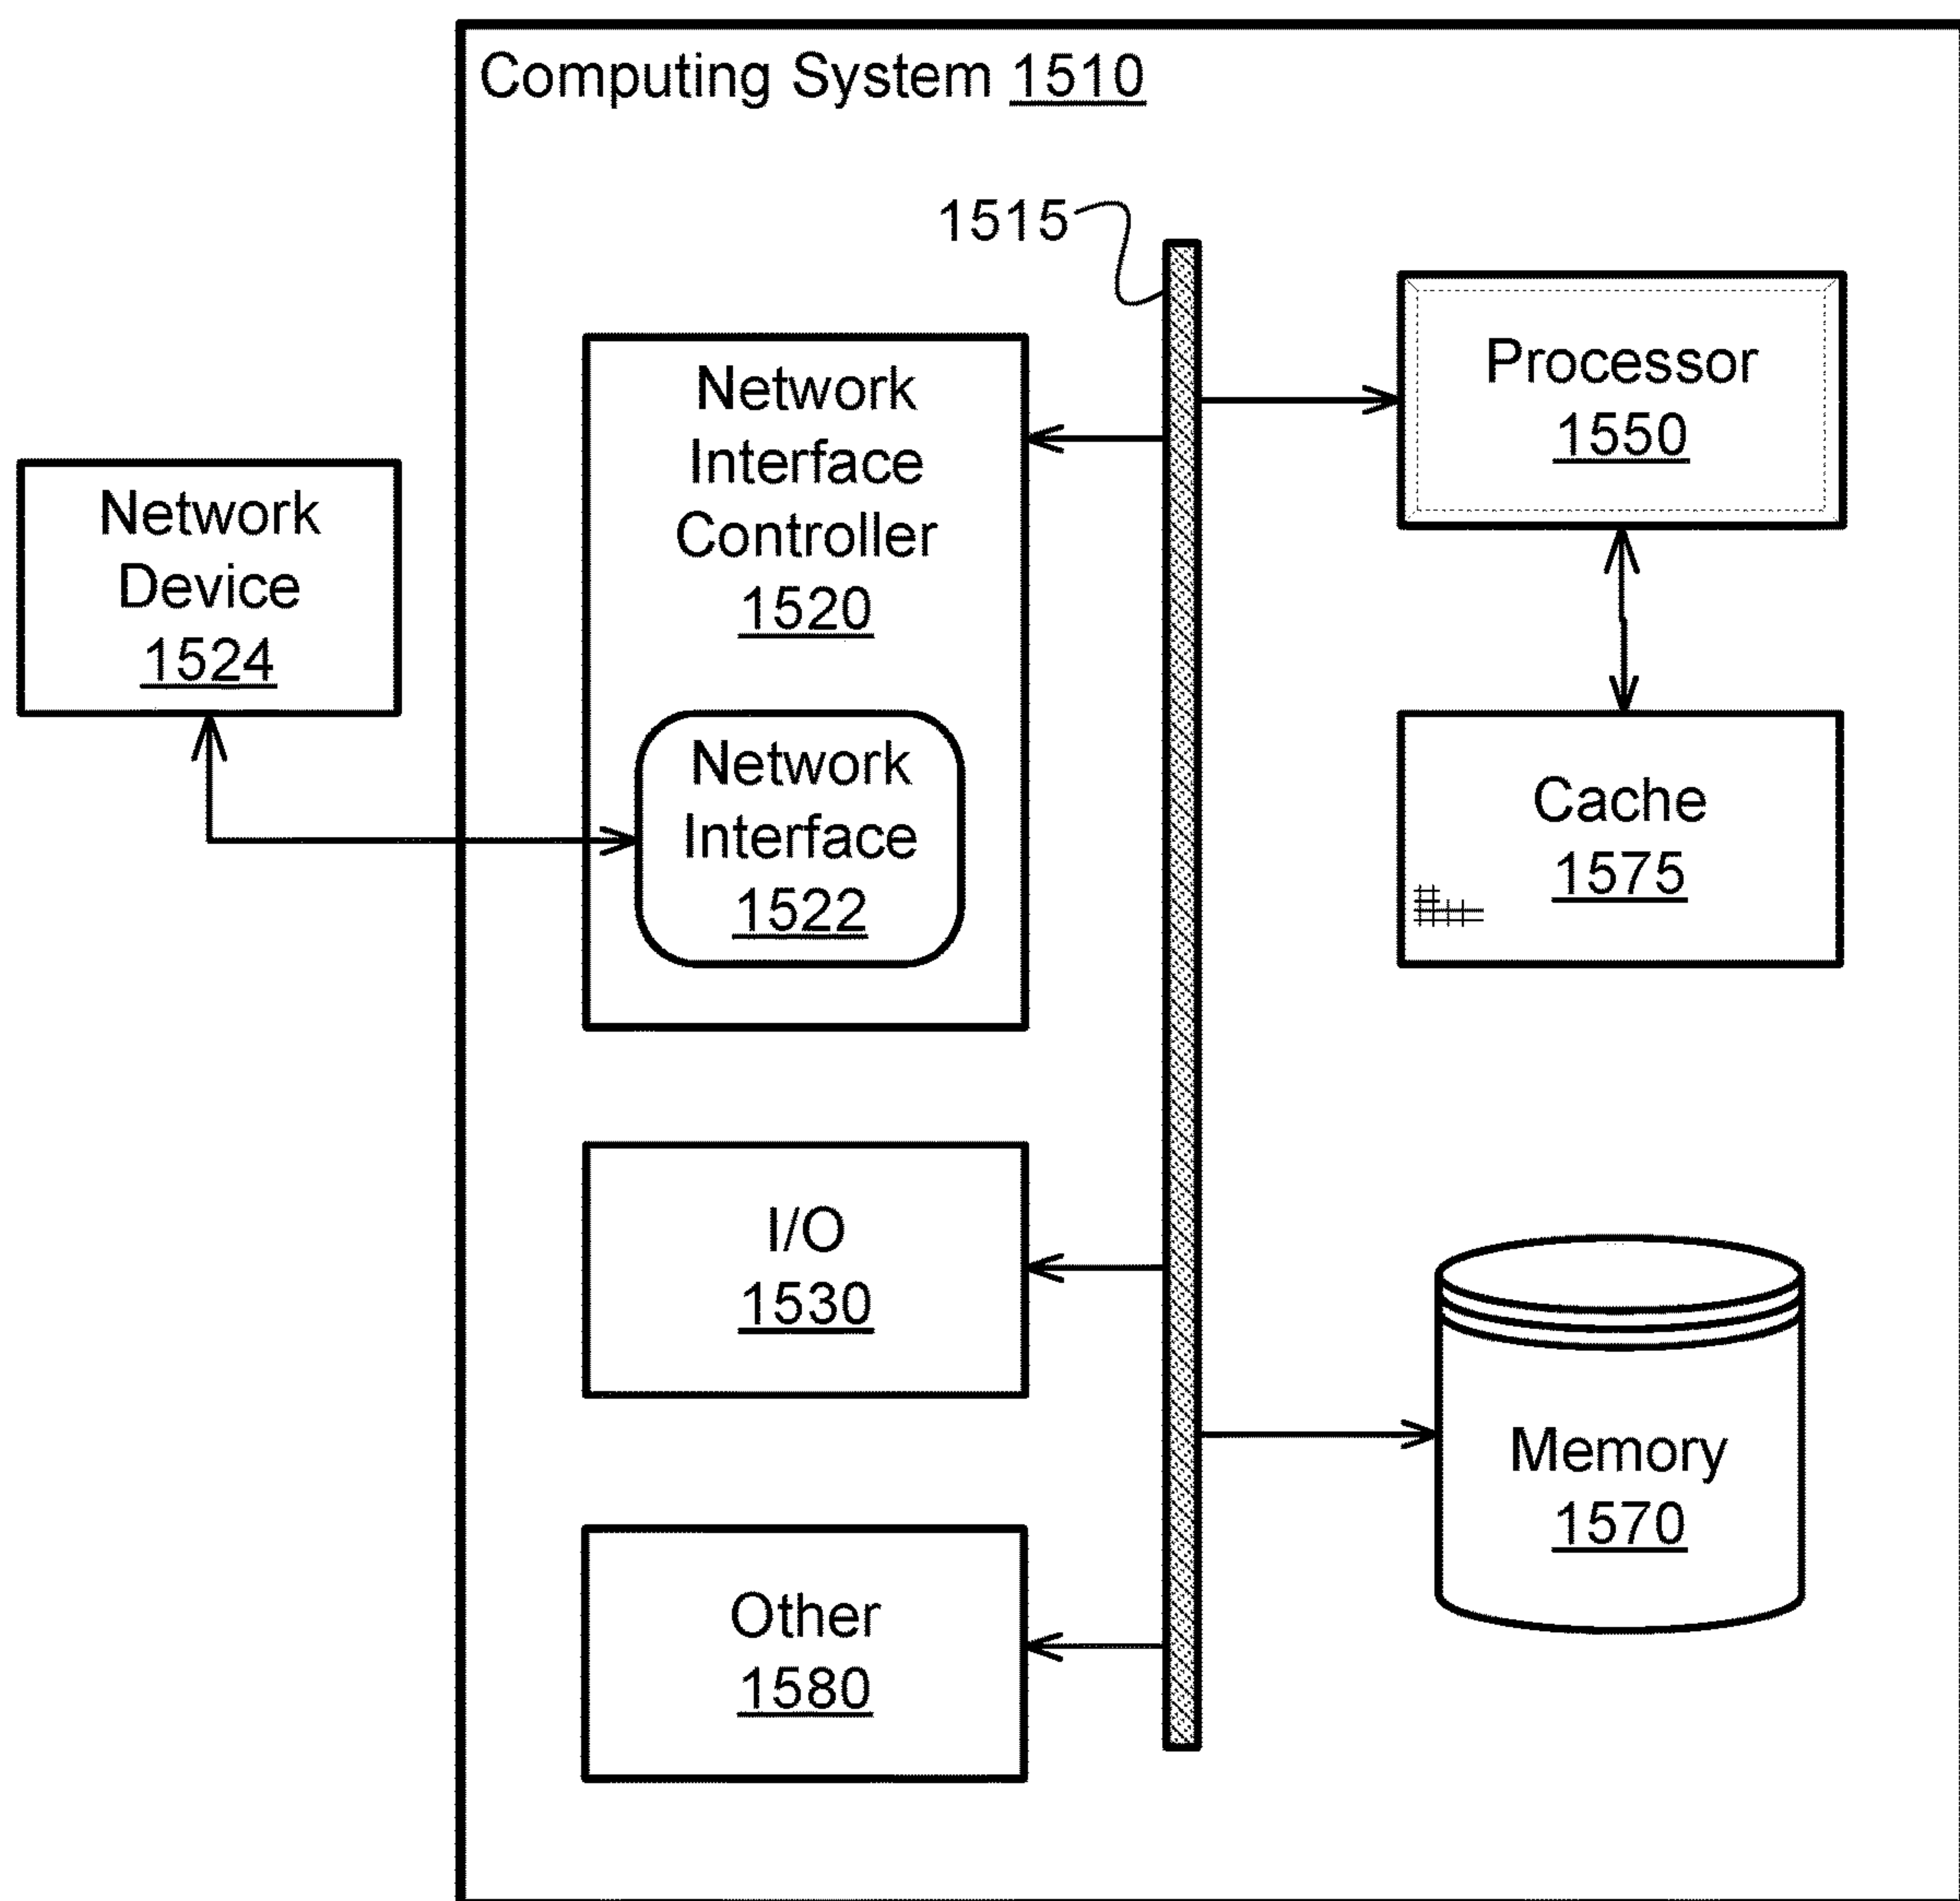 Computing System 1510
1515
Network
Interface
Controller
1520
Processor
1550
Network
Device
1524
Network
Interface
1522
Cache
1575
I/O
1530
Memory
1570
Other
1580